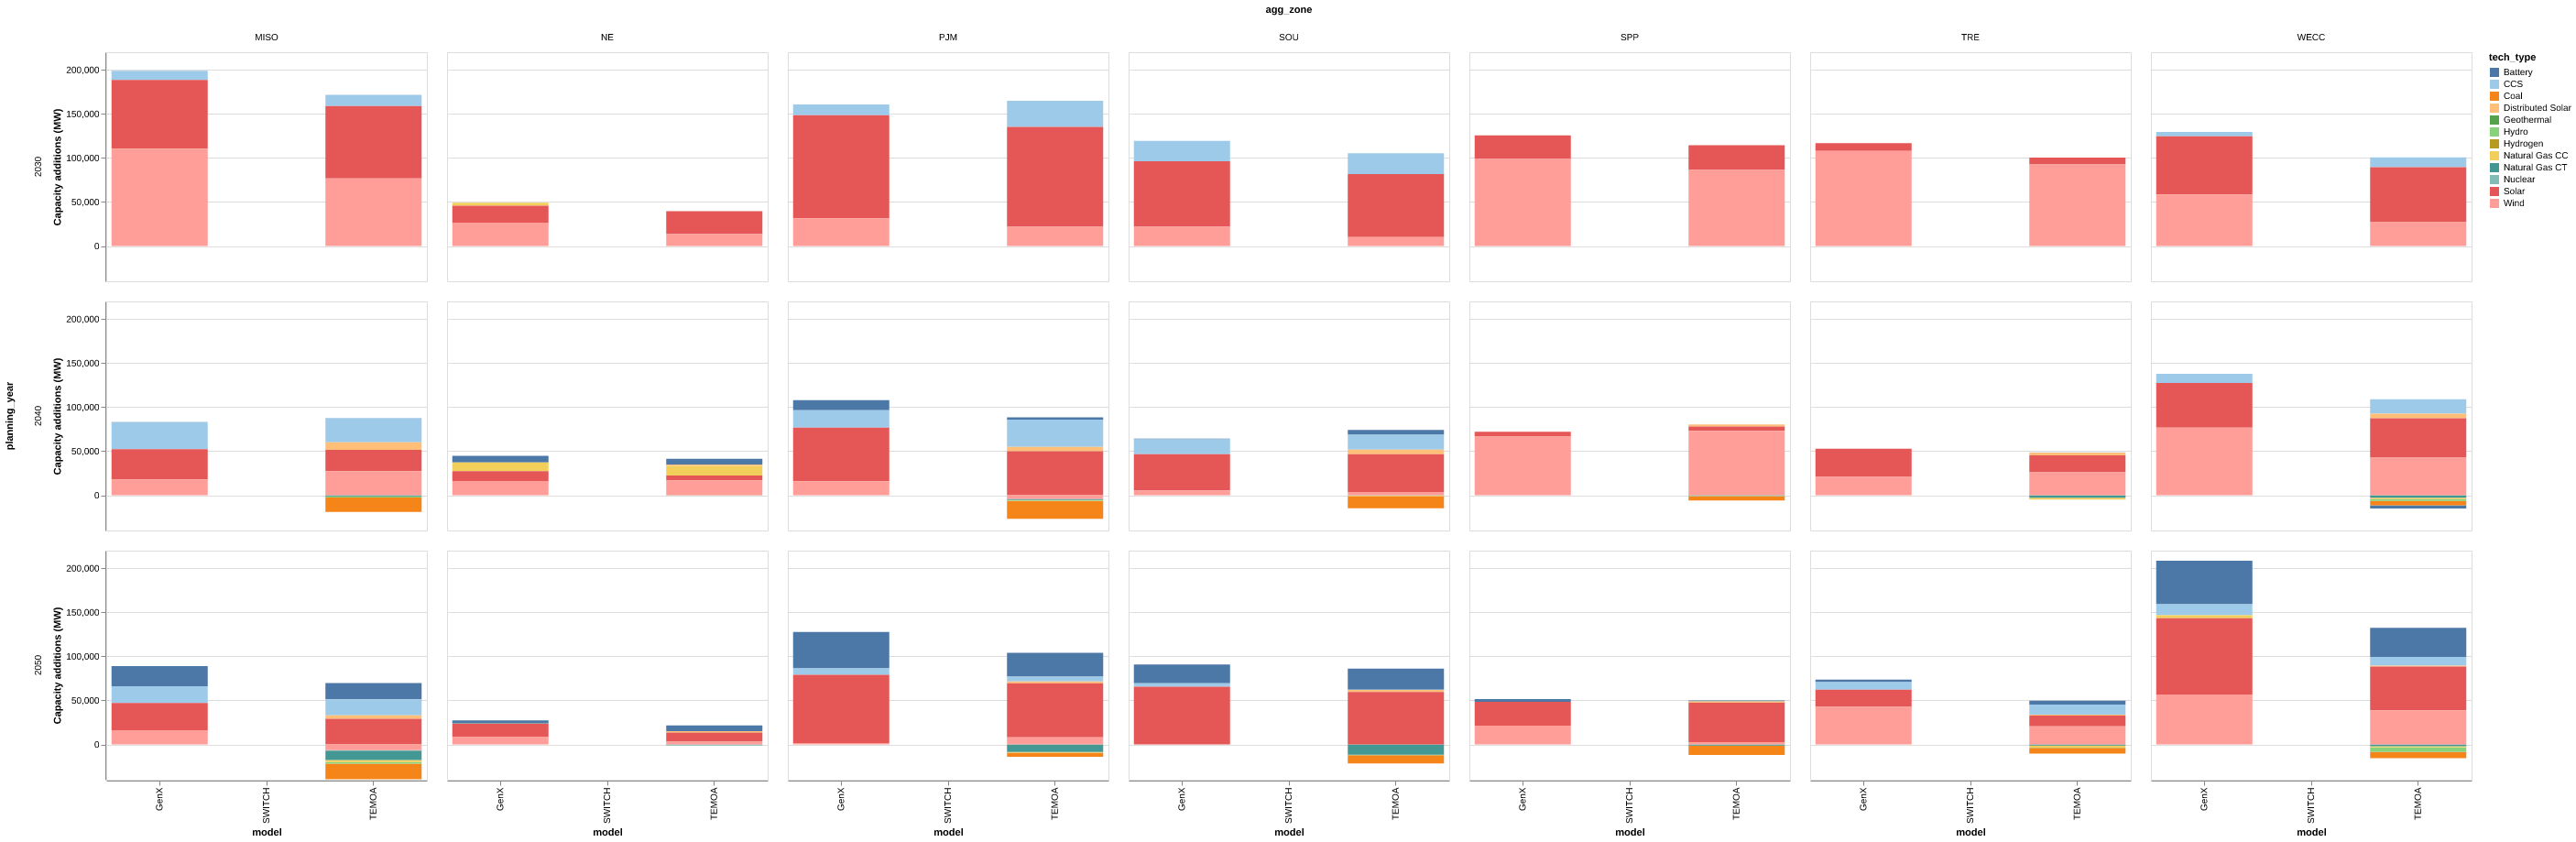 agg_zone
MISO NE PJM SOU SPP TRE WECC
planning_year
2030
Capacity additions (MW)
200,000
150,000
100,000
50,000
0
2040
Capacity additions (MW)
200,000
150,000
100,000
50,000
0
2050
Capacity additions (MW)
200,000
150,000
100,000
50,000
0
GenX SWITCH TEMOA GenX SWITCH TEMOA GenX SWITCH TEMOA GenX SWITCH TEMOA GenX SWITCH TEMOA GenX SWITCH TEMOA GenX SWITCH TEMOA
model model model model model model model
tech_type
Battery
CCS
Coal
Distributed Solar
Geothermal
Hydro
Hydrogen
Natural Gas CC
Natural Gas CT
Nuclear
Solar
Wind